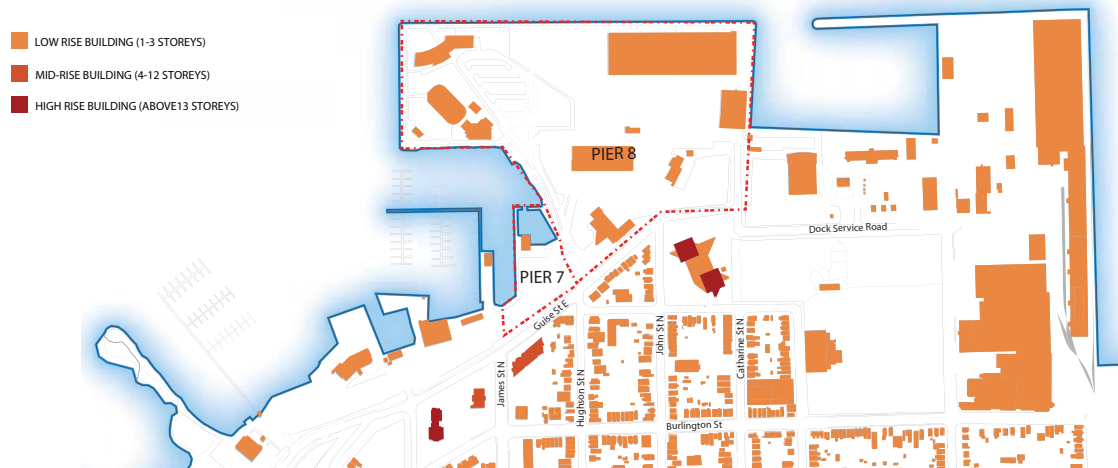 LOW RISE BUILDING (1-3 STOREYS)
MID-RISE BUILDING (4-12 STOREYS)
HIGH RISE BUILDING (ABOVE13 STOREYS)
PIER 8
Dock Service Road
PIER 7
Guise St E
John St N
Catharine St N
James St N
Hughson St N
Burlington St